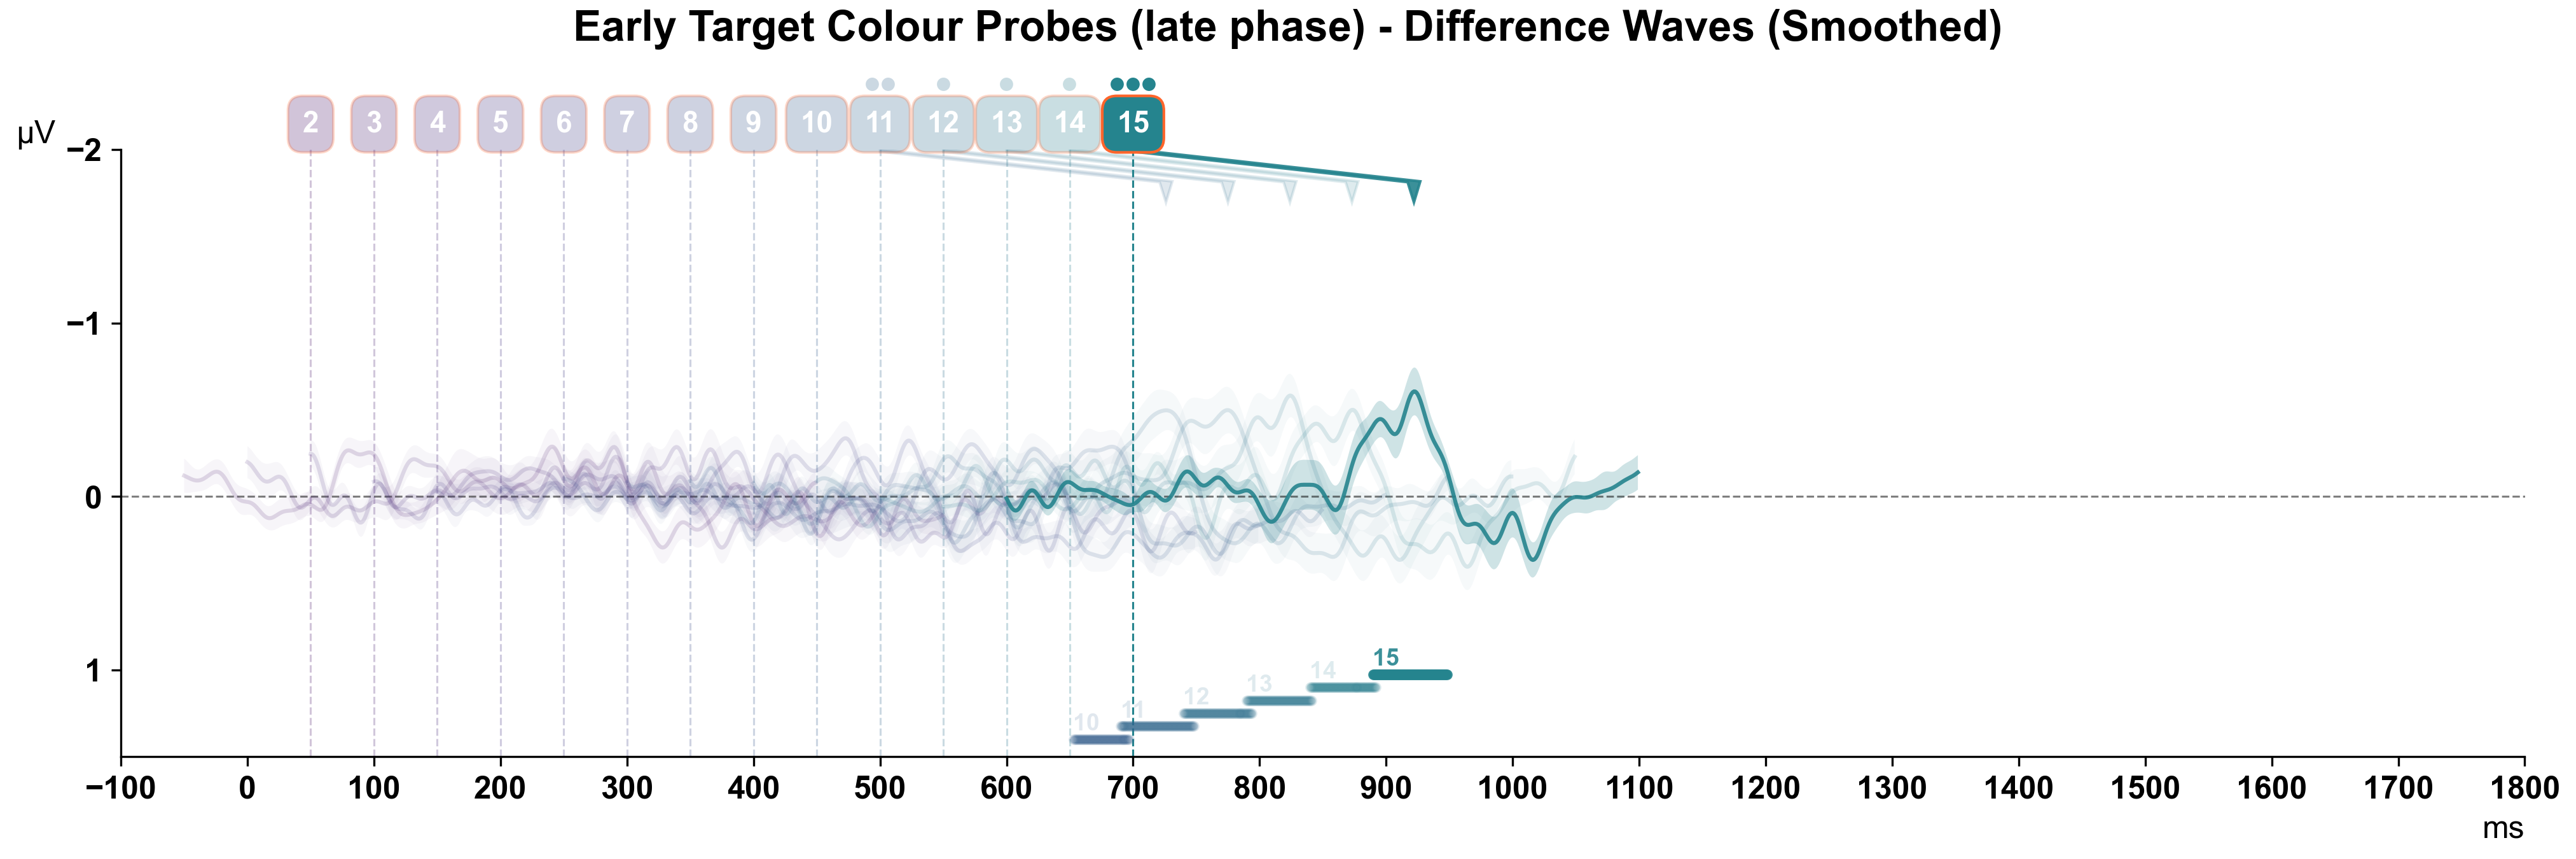 Early Target Colour Probes (late phase) - Difference Waves (Smoothed)
2 3 4 5 6 7 8 9 10 11 12 13 14 15
µV
−2
−1
0
1
15
14
13
12
11
10
−100 0 100 200 300 400 500 600 700 800 900 1000 1100 1200 1300 1400 1500 1600 1700 1800
ms